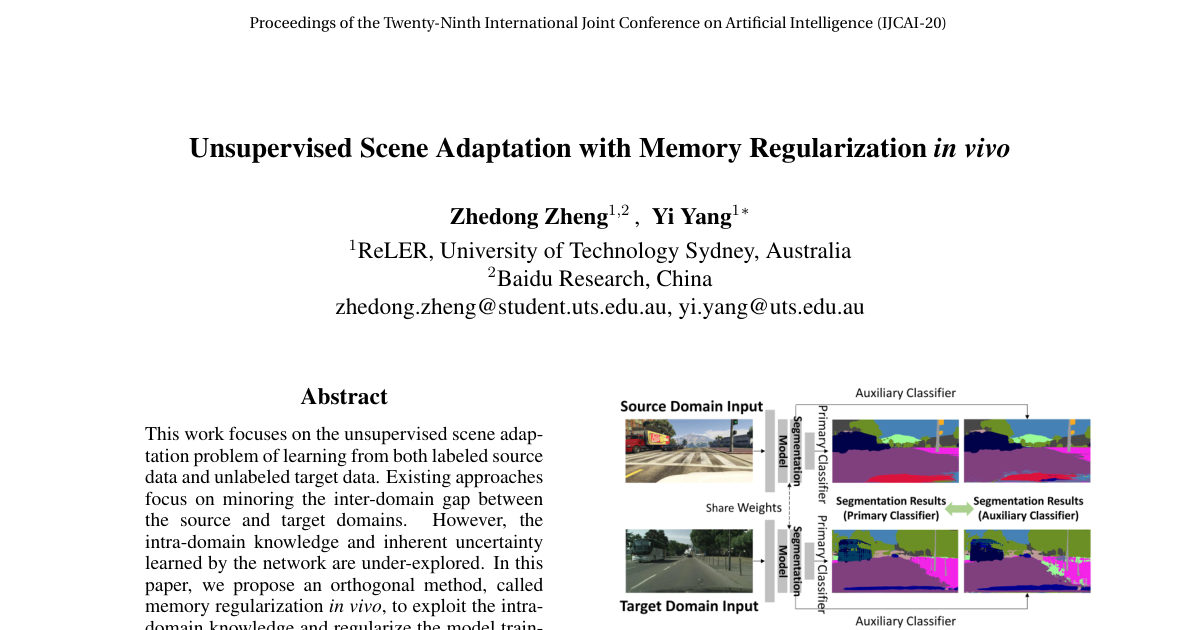 Proceedings of the Twenty-Ninth International Joint Conference on Artificial Intelligence (IJCAI-20)
Unsupervised Scene Adaptation with Memory Regularization in vivo
Zhedong Zheng1,2 , Yi Yang1∗
1ReLER, University of Technology Sydney, Australia
2Baidu Research, China
zhedong.zheng@student.uts.edu.au, yi.yang@uts.edu.au
Abstract
This work focuses on the unsupervised scene adap-
tation problem of learning from both labeled source
data and unlabeled target data. Existing approaches
focus on minoring the inter-domain gap between
the source and target domains. However, the
intra-domain knowledge and inherent uncertainty
learned by the network are under-explored. In this
paper, we propose an orthogonal method, called
memory regularization in vivo, to exploit the intra-
domain knowledge and regularize the model train-
Auxiliary Classifier
Source Domain Input
Segmentation
Model
Primary Classifier
Share Weights
Segmentation Results
(Primary Classifier)
Segmentation Results
(Auxiliary Classifier)
Segmentation
Model
Primary Classifier
Target Domain Input
Auxiliary Classifier